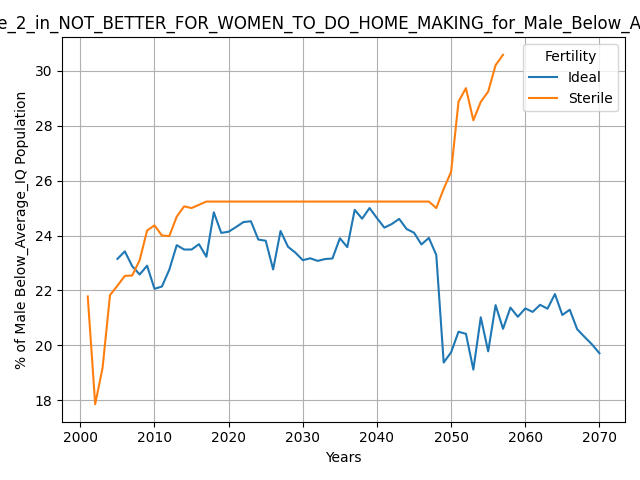 e_2_in_NOT_BETTER_FOR_WOMEN_TO_DO_HOME_MAKING_for_Male_Below_A
Fertility
Ideal
Sterile
% of Male Below_Average_IQ Population
30
28
26
24
22
20
18
2000 2010 2020 2030 2040 2050 2060 2070
Years